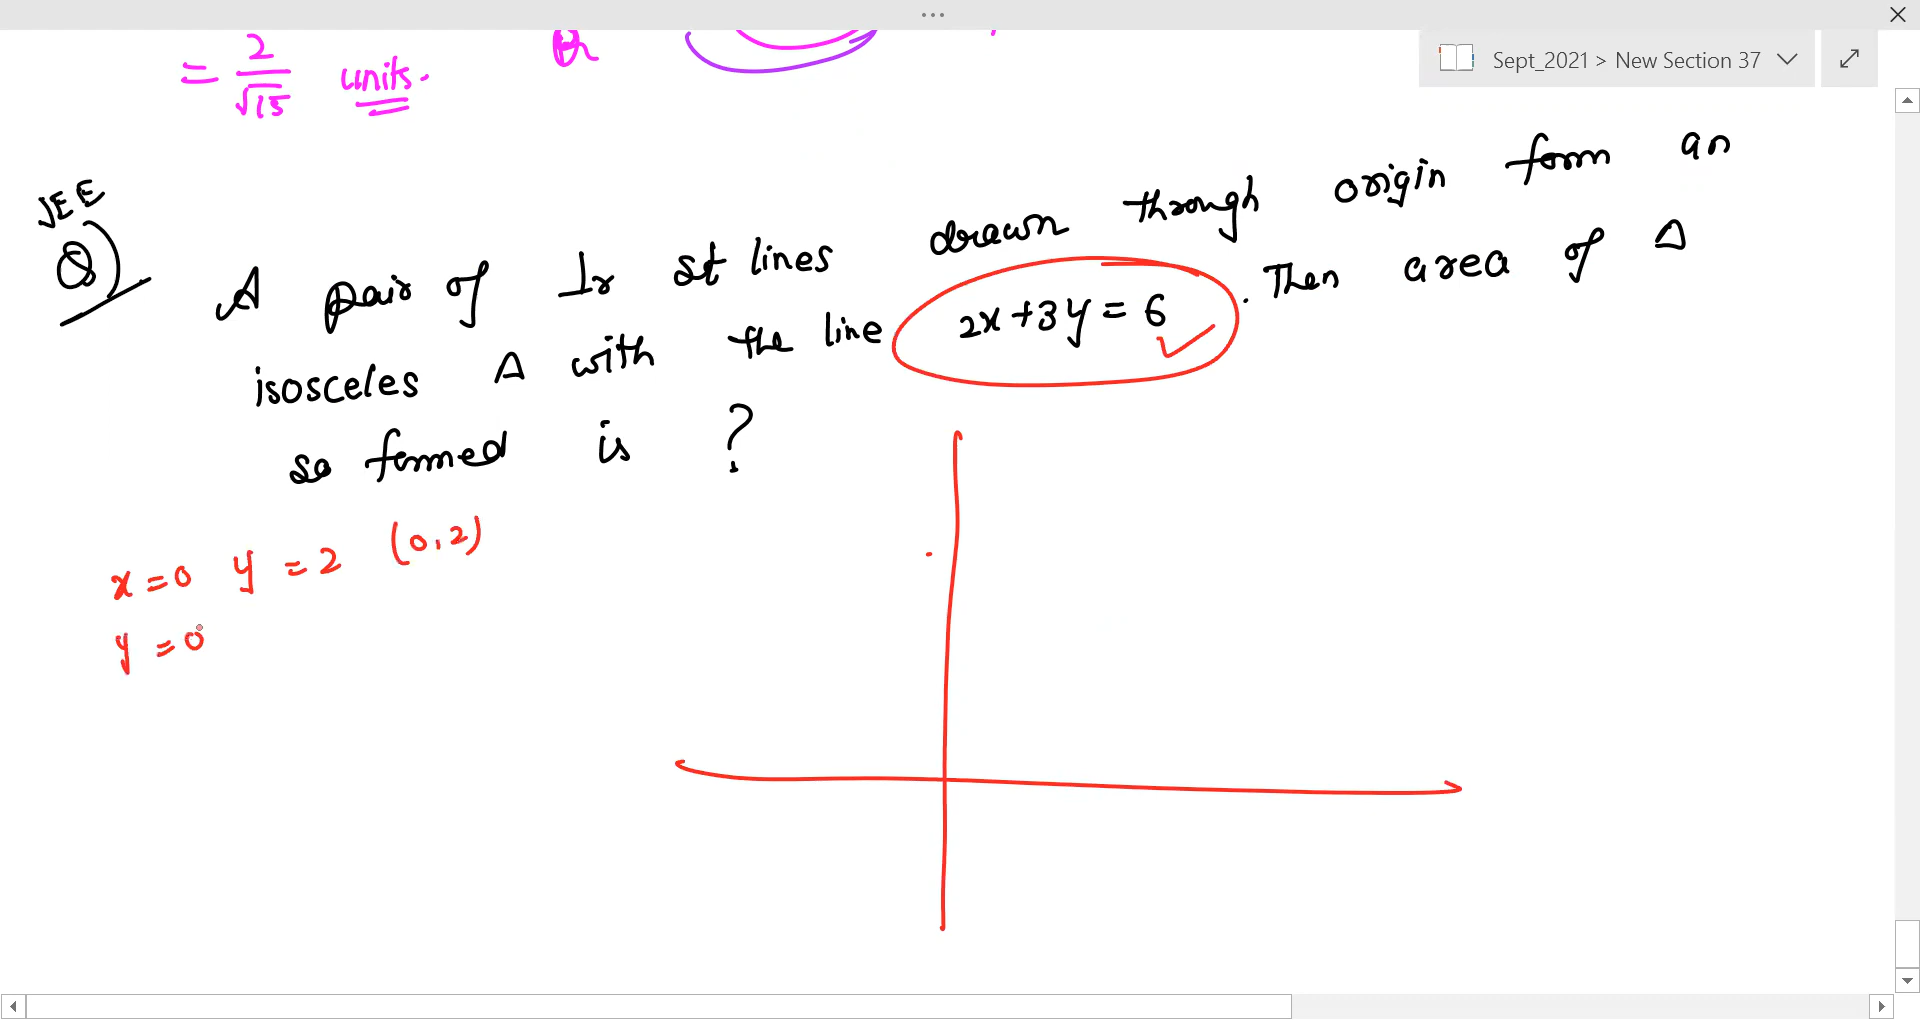 = 2/√15 units.
Sept_2021 > New Section 37
JEE
Q) A pair of ⊥r st lines drawn through origin form an
isosceles Δ with the line 2x+3y=6. Then area of Δ
so formed is ?
x=0 y=2 (0,2)
y=0